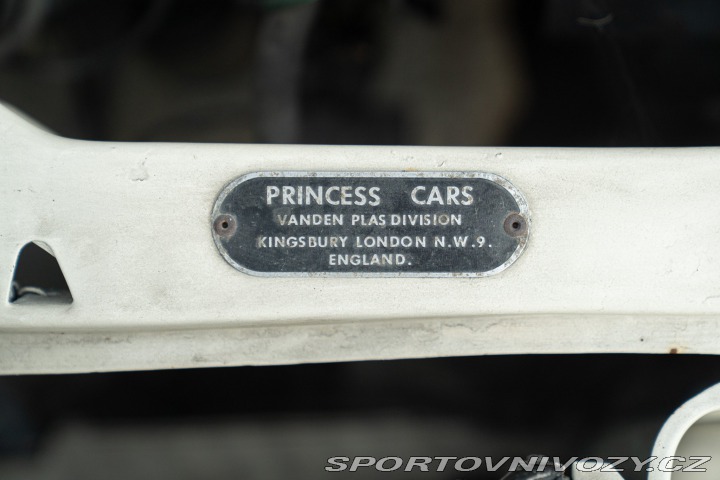 PRINCESS CARS
VANDEN PLAS DIVISION
KINGSBURY LONDON N.W.9.
ENGLAND.
SPORTOVNIVOZY.CZ